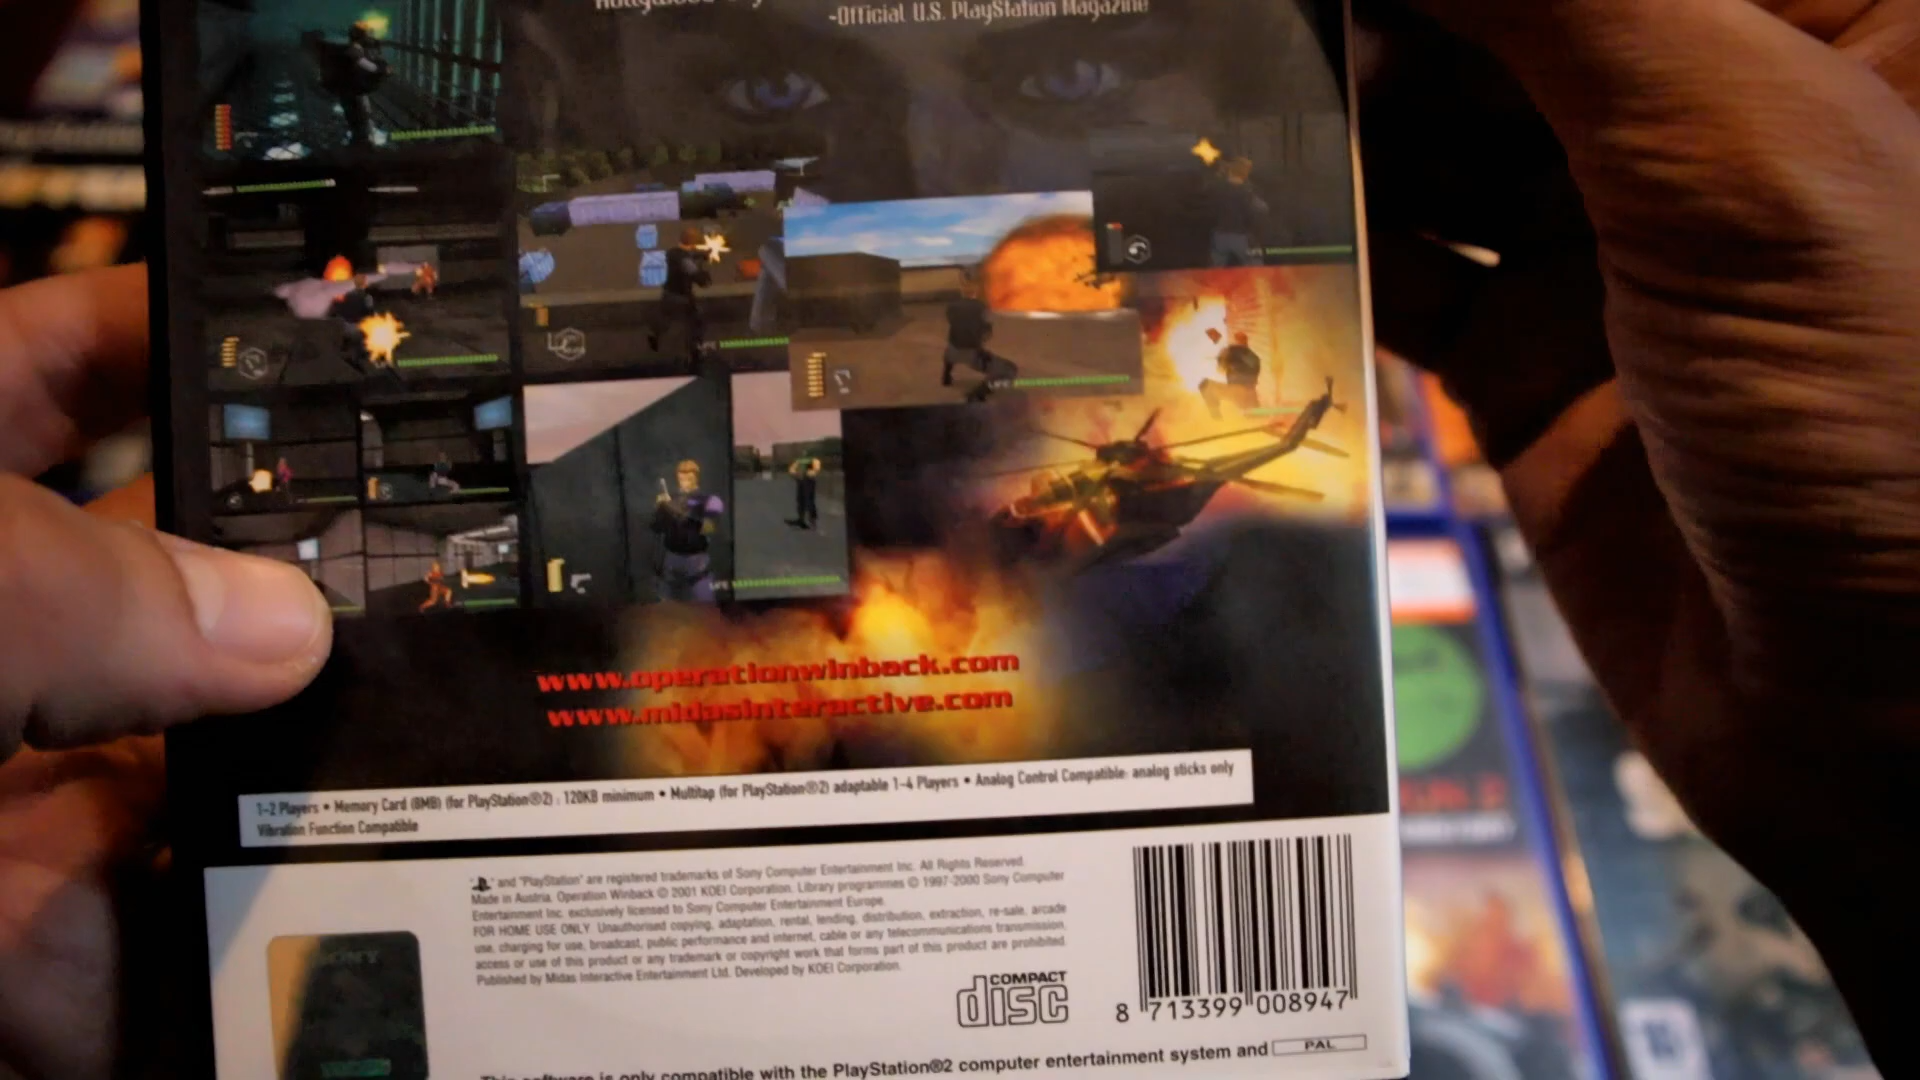 -Official U.S. PlayStation Magazine
www.operationwinback.com
www.midasinteractive.com
1-2 Players • Memory Card (8MB) (for PlayStation®2) : 120KB minimum • Multitap (for PlayStation®2) adaptable 1-4 Players • Analog Control Compatible: analog sticks only
Vibration Function Compatible
" " and "PlayStation" are registered trademarks of Sony Computer Entertainment Inc. All Rights Reserved.
Made in Austria. Operation Winback © 2001 KOEI Corporation. Library programmes © 1997-2000 Sony Computer
Entertainment Inc. exclusively licensed to Sony Computer Entertainment Europe.
FOR HOME USE ONLY. Unauthorised copying, adaptation, rental, lending, distribution, extraction, re-sale, arcade
use, charging for use, broadcast, public performance and internet, cable or any telecommunications transmission,
access or use of this product or any trademark or copyright work that forms part of this product are prohibited.
Published by Midas Interactive Entertainment Ltd. Developed by KOEI Corporation.
SONY
COMPACT
disc
8 713399 008947
This software is only compatible with the PlayStation®2 computer entertainment system and PAL